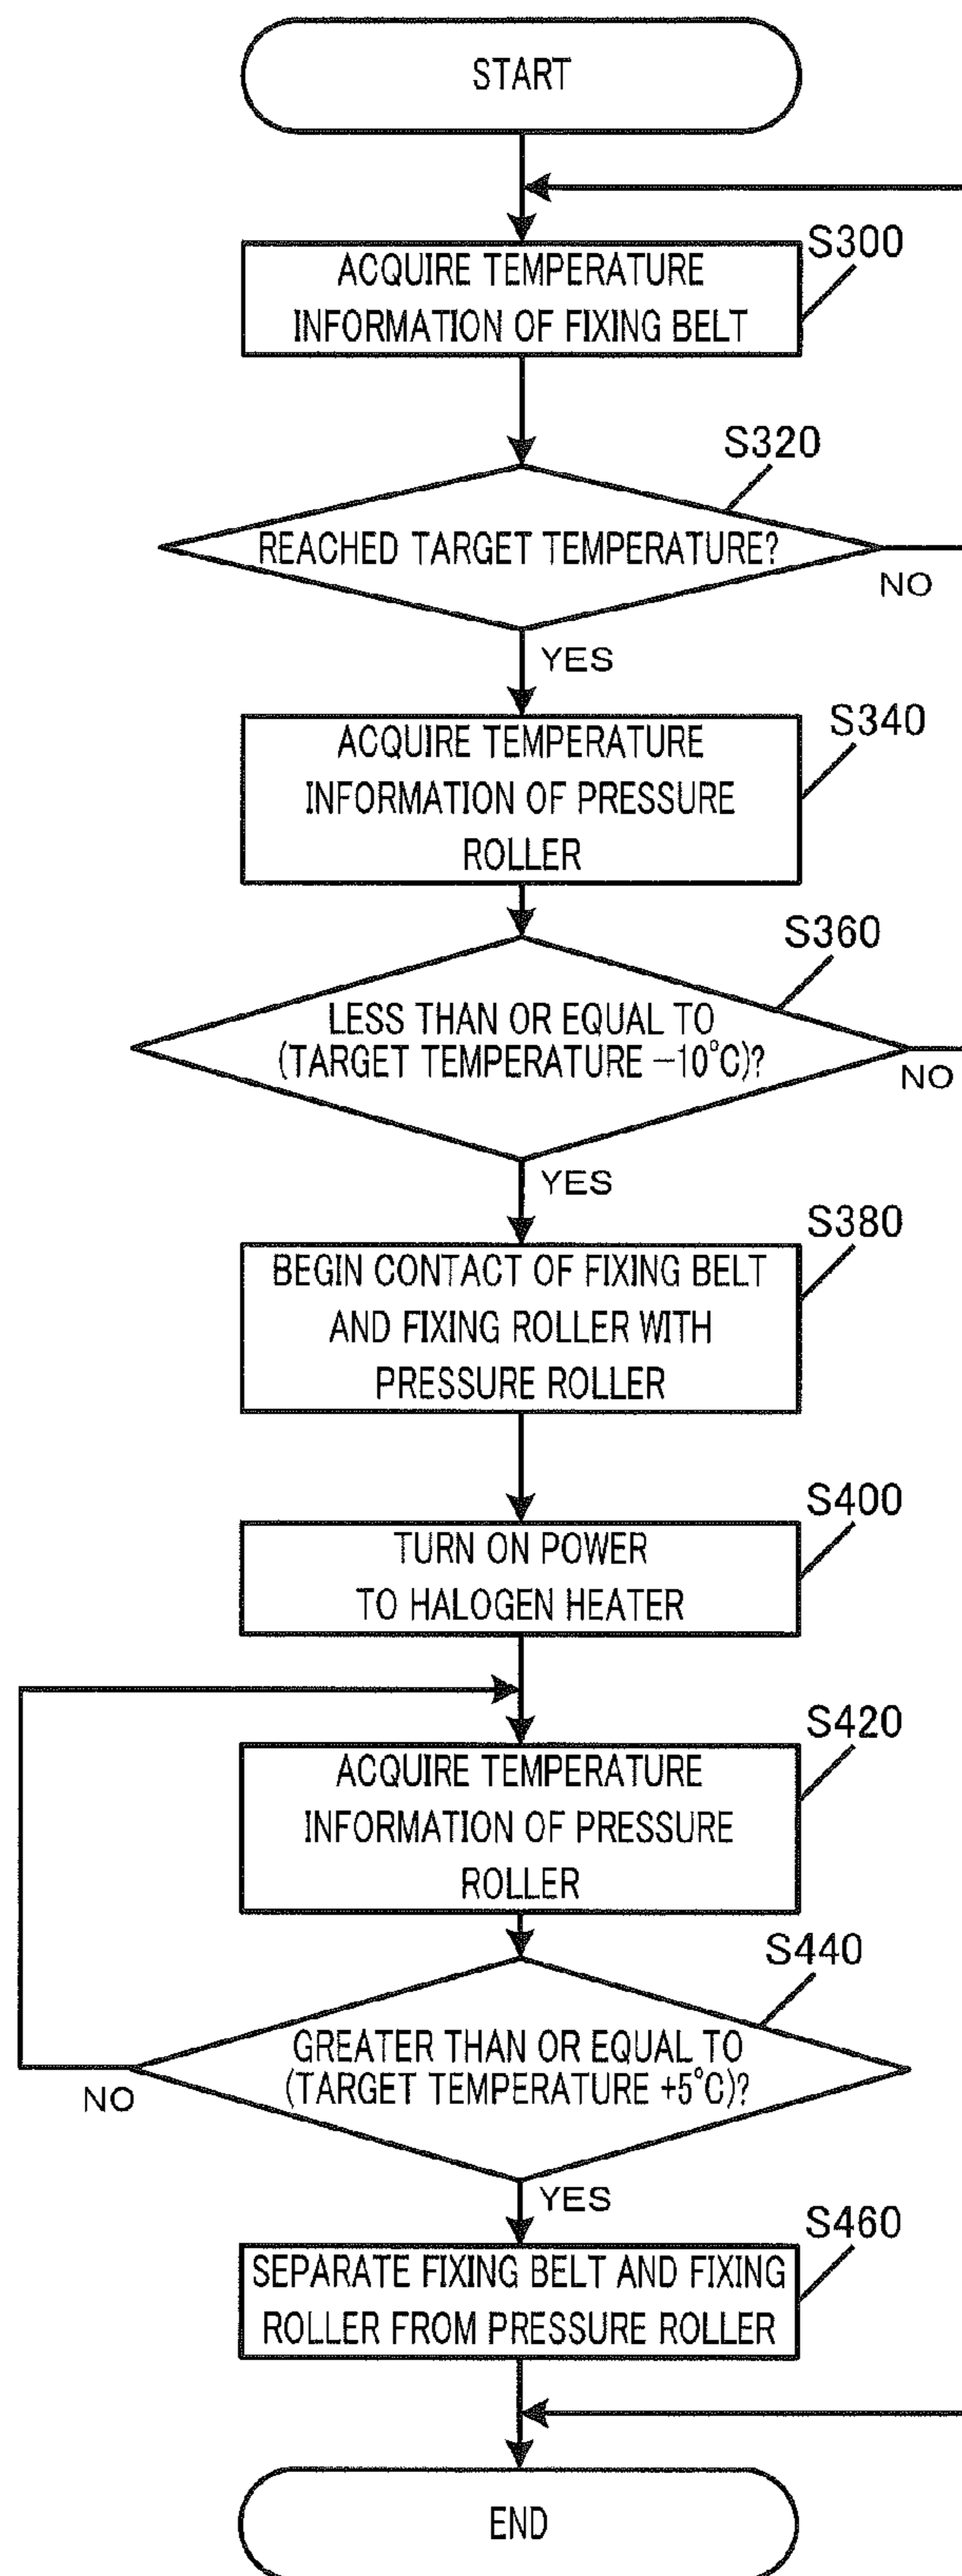 START
S300
ACQUIRE TEMPERATURE
INFORMATION OF FIXING BELT
S320
REACHED TARGET TEMPERATURE?
NO
YES
S340
ACQUIRE TEMPERATURE
INFORMATION OF PRESSURE
ROLLER
S360
LESS THAN OR EQUAL TO
(TARGET TEMPERATURE −10°C)?
NO
YES
S380
BEGIN CONTACT OF FIXING BELT
AND FIXING ROLLER WITH
PRESSURE ROLLER
S400
TURN ON POWER
TO HALOGEN HEATER
S420
ACQUIRE TEMPERATURE
INFORMATION OF PRESSURE
ROLLER
S440
GREATER THAN OR EQUAL TO
(TARGET TEMPERATURE +5°C)?
NO
YES
S460
SEPARATE FIXING BELT AND FIXING
ROLLER FROM PRESSURE ROLLER
END